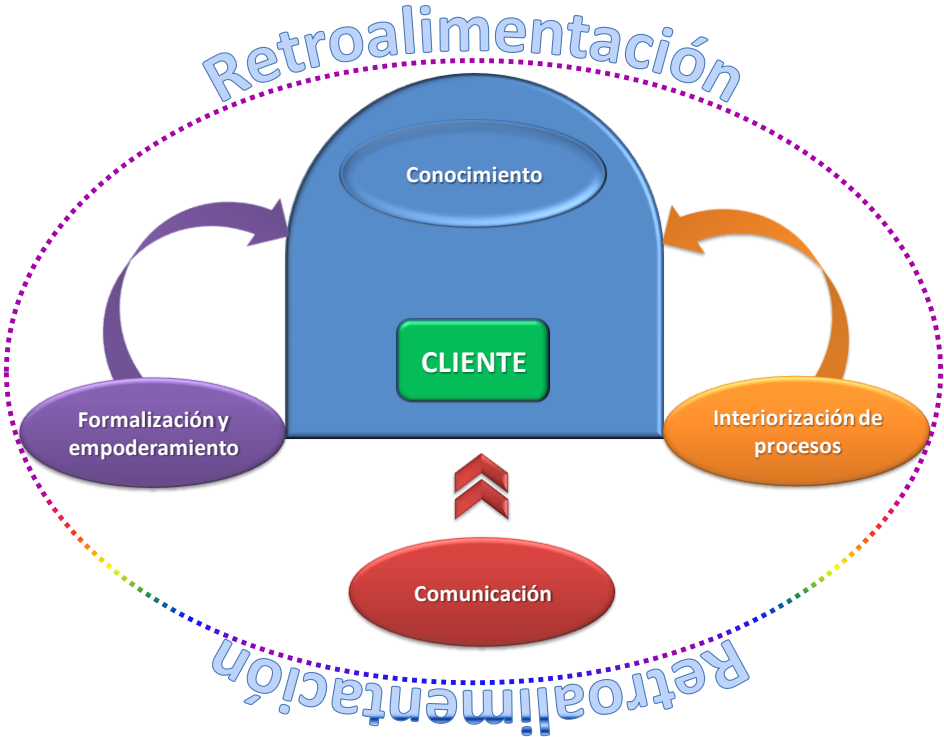 Retroalimentación
Conocimiento
CLIENTE
Formalización y
empoderamiento
Interiorización de
procesos
Comunicación
Retroalimentación